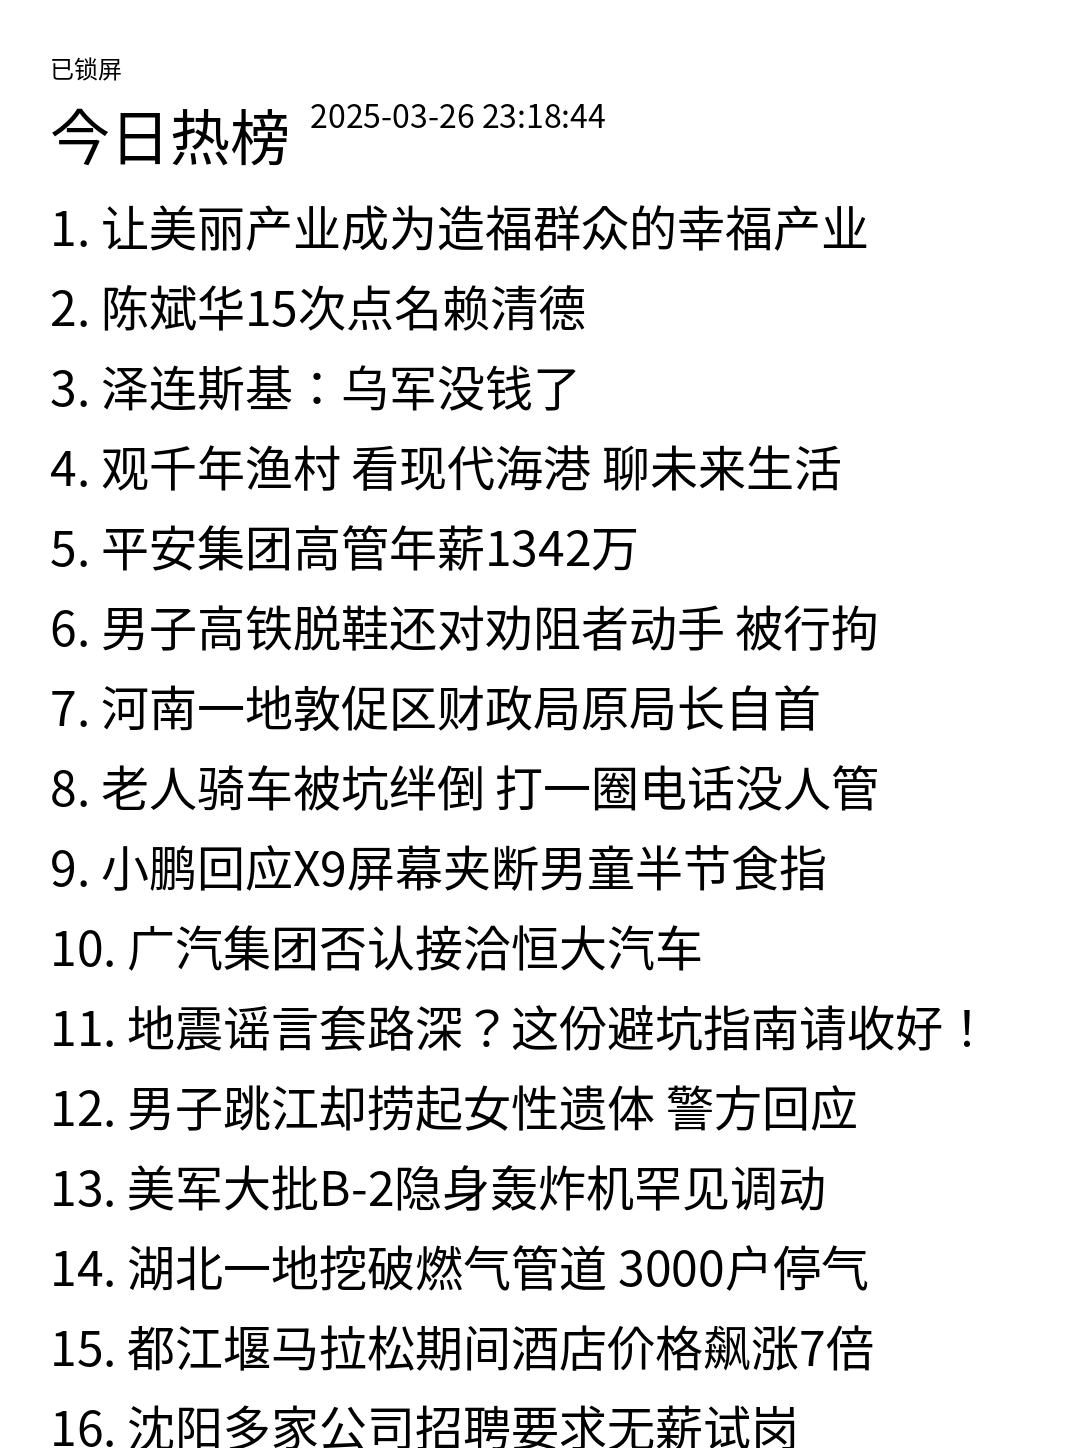 已锁屏
今日热榜 2025-03-26 23:18:44
1. 让美丽产业成为造福群众的幸福产业
2. 陈斌华15次点名赖清德
3. 泽连斯基：乌军没钱了
4. 观千年渔村 看现代海港 聊未来生活
5. 平安集团高管年薪1342万
6. 男子高铁脱鞋还对劝阻者动手 被行拘
7. 河南一地敦促区财政局原局长自首
8. 老人骑车被坑绊倒 打一圈电话没人管
9. 小鹏回应X9屏幕夹断男童半节食指
10. 广汽集团否认接洽恒大汽车
11. 地震谣言套路深？这份避坑指南请收好！
12. 男子跳江却捞起女性遗体 警方回应
13. 美军大批B-2隐身轰炸机罕见调动
14. 湖北一地挖破燃气管道 3000户停气
15. 都江堰马拉松期间酒店价格飙涨7倍
16. 沈阳多家公司招聘要求无薪试岗